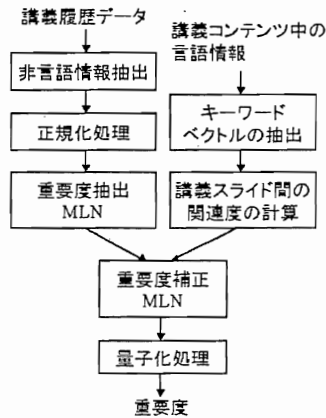 講義履歴データ
講義コンテンツ中の
言語情報
非言語情報抽出
キーワード
ベクトルの抽出
正規化処理
重要度抽出
MLN
講義スライド間の
関連度の計算
重要度補正
MLN
量子化処理
重要度